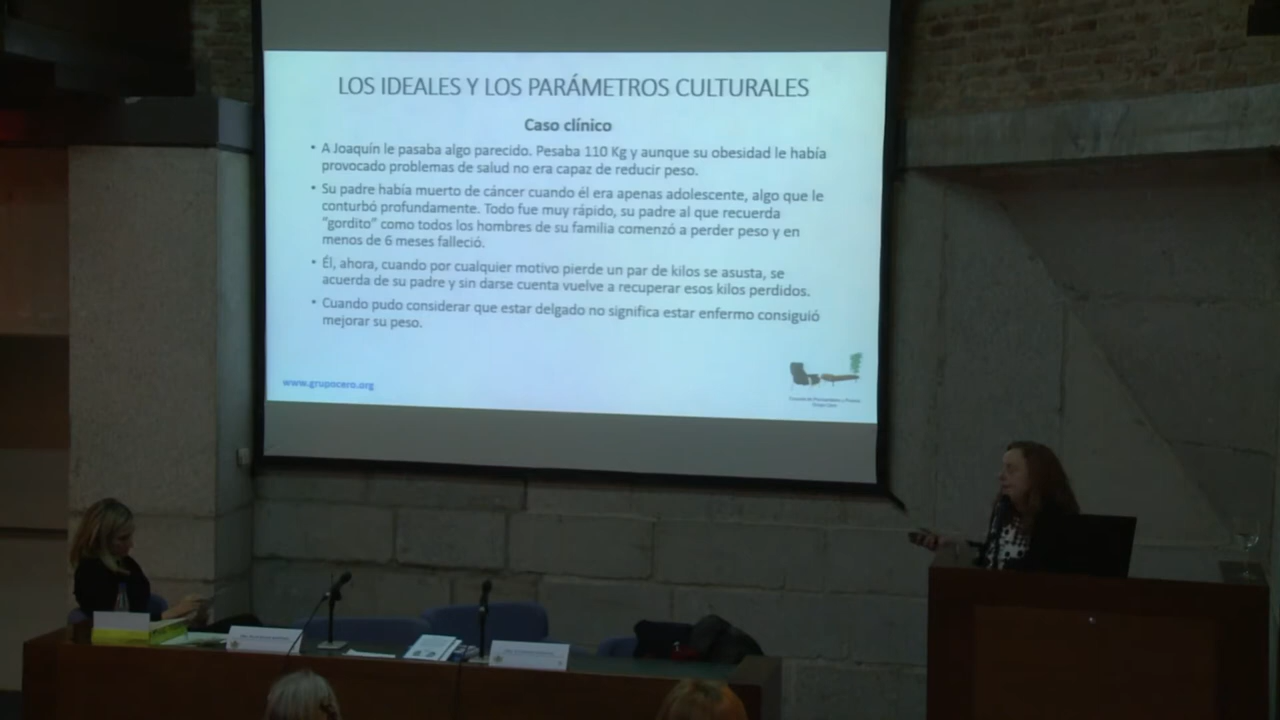 LOS IDEALES Y LOS PARÁMETROS CULTURALES
Caso clínico
• A Joaquín le pasaba algo parecido. Pesaba 110 Kg y aunque su obesidad le había
provocado problemas de salud no era capaz de reducir peso.
• Su padre había muerto de cáncer cuando él era apenas adolescente, algo que le
conturbó profundamente. Todo fue muy rápido, su padre al que recuerda
“gordito” como todos los hombres de su familia comenzó a perder peso y en
menos de 6 meses falleció.
• Él, ahora, cuando por cualquier motivo pierde un par de kilos se asusta, se
acuerda de su padre y sin darse cuenta vuelve a recuperar esos kilos perdidos.
• Cuando pudo considerar que estar delgado no significa estar enfermo consiguió
mejorar su peso.
www.grupocero.org
Escuela de Psicoanálisis y Poesía
Grupo Cero